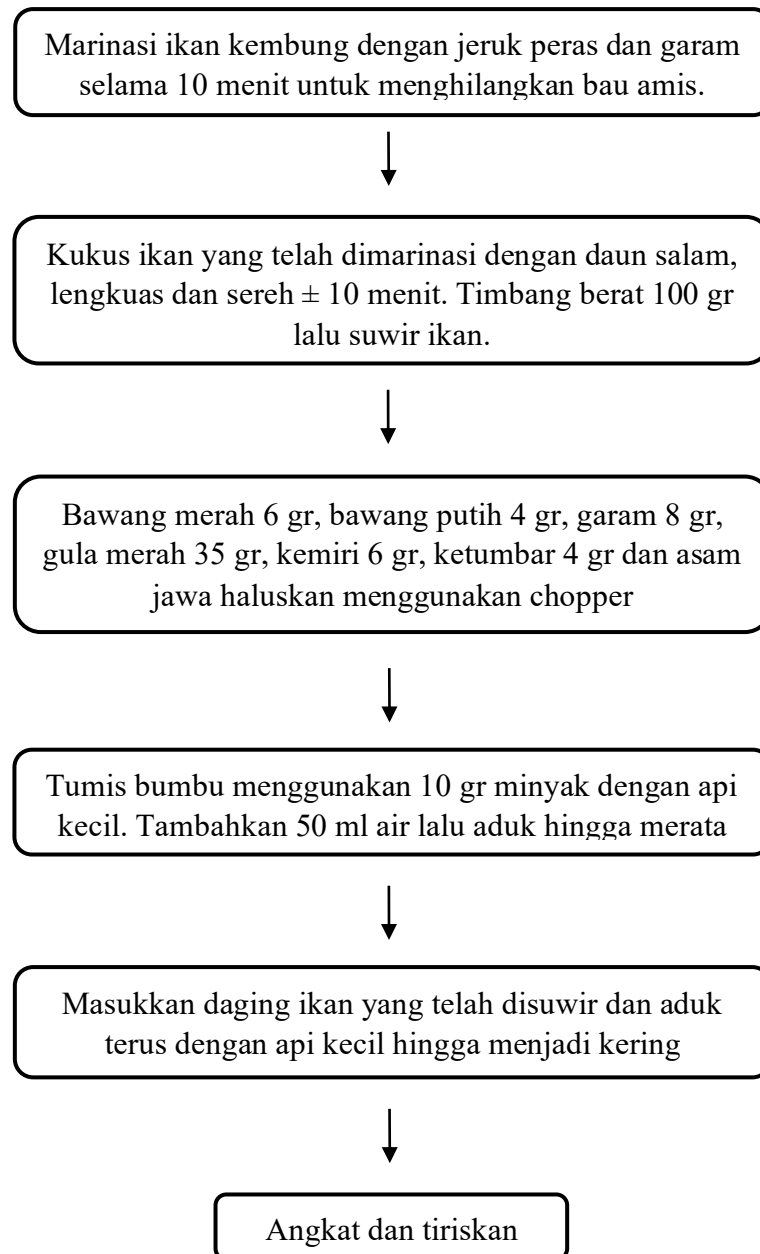 Marinasi ikan kembung dengan jeruk peras dan garam
selama 10 menit untuk menghilangkan bau amis.
Kukus ikan yang telah dimarinasi dengan daun salam,
lengkuas dan sereh ± 10 menit. Timbang berat 100 gr
lalu suwir ikan.
Bawang merah 6 gr, bawang putih 4 gr, garam 8 gr,
gula merah 35 gr, kemiri 6 gr, ketumbar 4 gr dan asam
jawa haluskan menggunakan chopper
Tumis bumbu menggunakan 10 gr minyak dengan api
kecil. Tambahkan 50 ml air lalu aduk hingga merata
Masukkan daging ikan yang telah disuwir dan aduk
terus dengan api kecil hingga menjadi kering
Angkat dan tiriskan